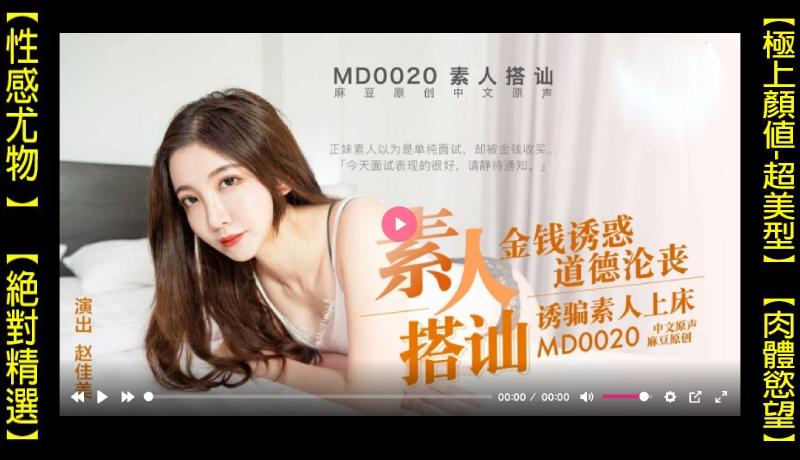 【性感尤物 】 【絕對精選】
MD0020 素人搭讪
麻豆原创中文原声
正妹素人以为是单纯面试，却被金钱收买...
「今天面试表现的很好，请静待通知。」
素人
搭讪
金钱诱惑
道德沦丧
诱骗素人上床
MD0020 中文原声
麻豆原创
演出 赵佳美
00:00 / 00:00
【極上顏值-超美型】 【肉體慾望】